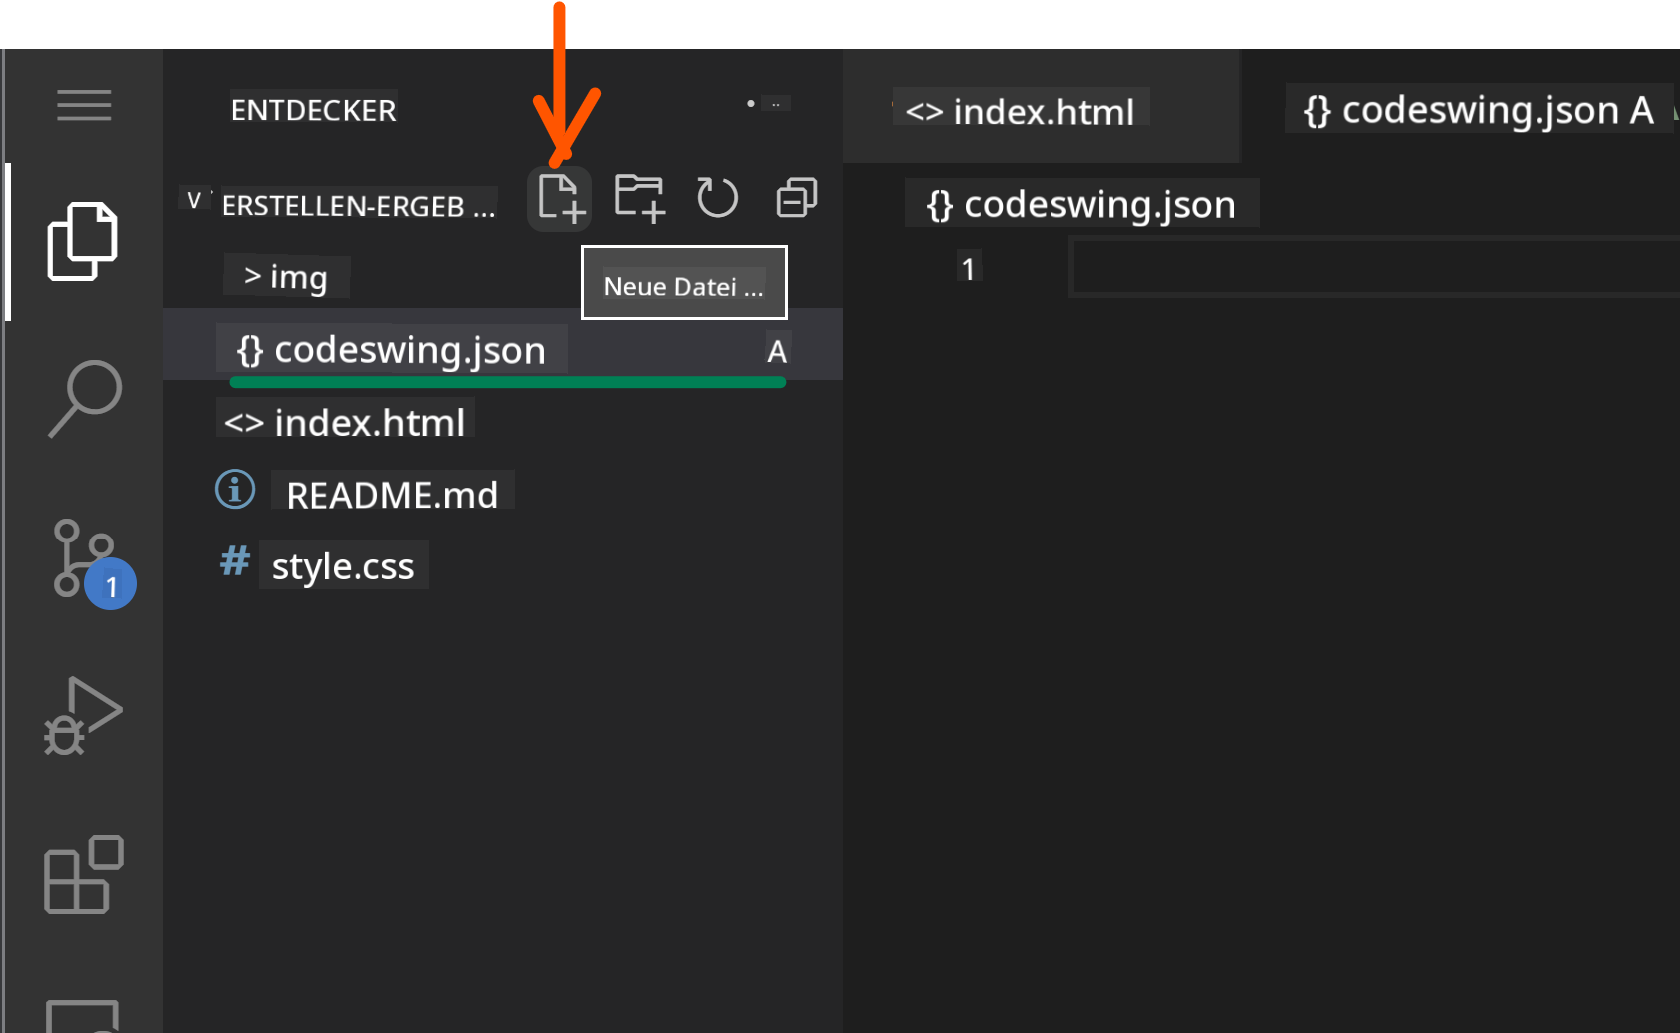 ENTDECKER
<> index.html
{} codeswing.json A
V ERSTELLEN-ERGEB ...
{} codeswing.json
> img
Neue Datei ...
1
{} codeswing.json A
<> index.html
README.md
# style.css
1